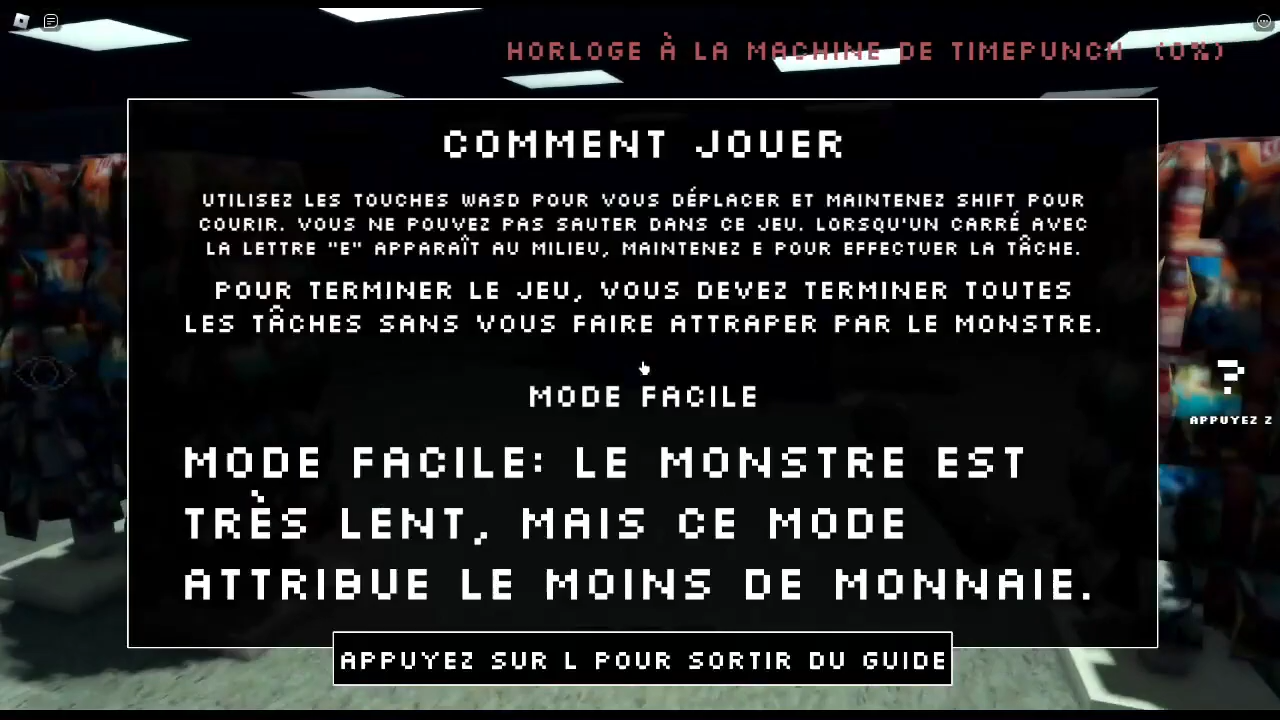 HORLOGE À LA MACHINE DE TIMEPUNCH (0%)
COMMENT JOUER
UTILISEZ LES TOUCHES WASD POUR VOUS DÉPLACER ET MAINTENEZ SHIFT POUR
COURIR. VOUS NE POUVEZ PAS SAUTER DANS CE JEU. LORSQU'UN CARRÉ AVEC
LA LETTRE "E" APPARAÎT AU MILIEU, MAINTENEZ E POUR EFFECTUER LA TÂCHE.
POUR TERMINER LE JEU, VOUS DEVEZ TERMINER TOUTES
LES TÂCHES SANS VOUS FAIRE ATTRAPER PAR LE MONSTRE.
MODE FACILE
?
APPUYEZ Z
MODE FACILE: LE MONSTRE EST
TRÈS LENT, MAIS CE MODE
ATTRIBUE LE MOINS DE MONNAIE.
APPUYEZ SUR L POUR SORTIR DU GUIDE